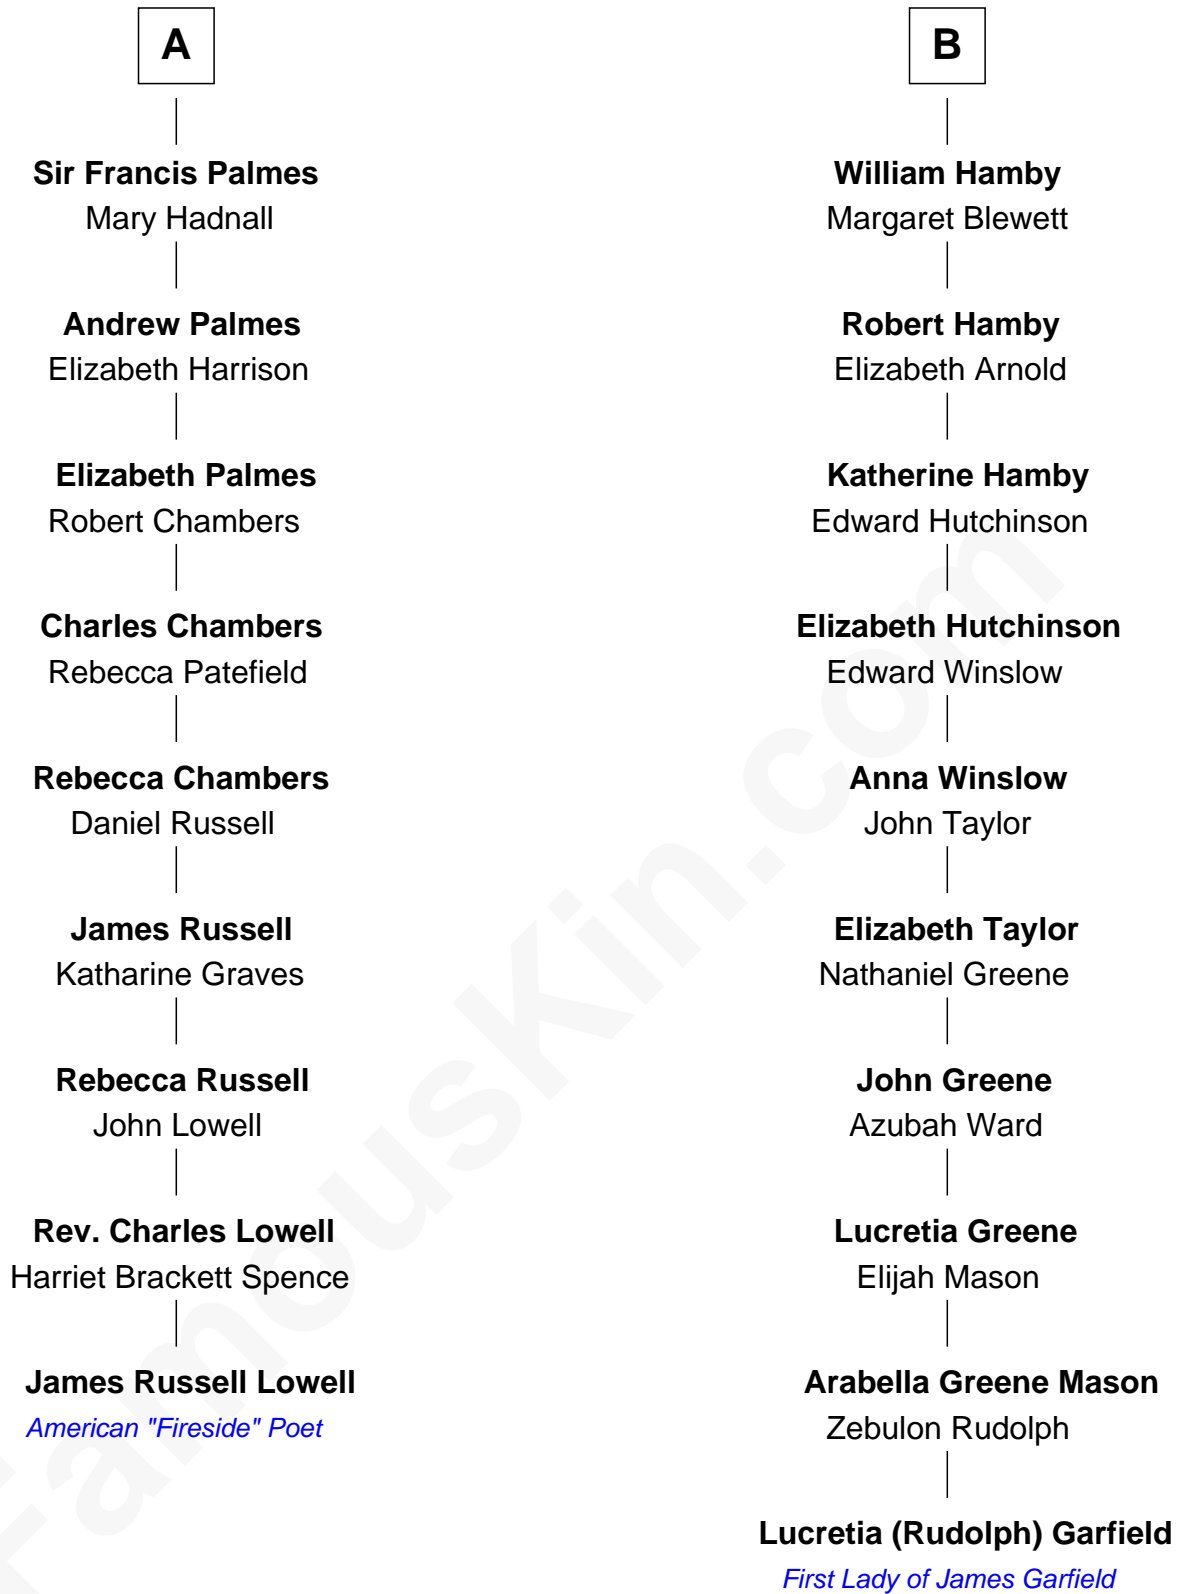 A
Sir Francis Palmes
Mary Hadnall
Andrew Palmes
Elizabeth Harrison
Elizabeth Palmes
Robert Chambers
Charles Chambers
Rebecca Patefield
Rebecca Chambers
Daniel Russell
James Russell
Katharine Graves
Rebecca Russell
John Lowell
Rev. Charles Lowell
Harriet Brackett Spence
James Russell Lowell
American "Fireside" Poet
B
William Hamby
Margaret Blewett
Robert Hamby
Elizabeth Arnold
Katherine Hamby
Edward Hutchinson
Elizabeth Hutchinson
Edward Winslow
Anna Winslow
John Taylor
Elizabeth Taylor
Nathaniel Greene
John Greene
Azubah Ward
Lucretia Greene
Elijah Mason
Arabella Greene Mason
Zebulon Rudolph
Lucretia (Rudolph) Garfield
First Lady of James Garfield
FamousKin.com